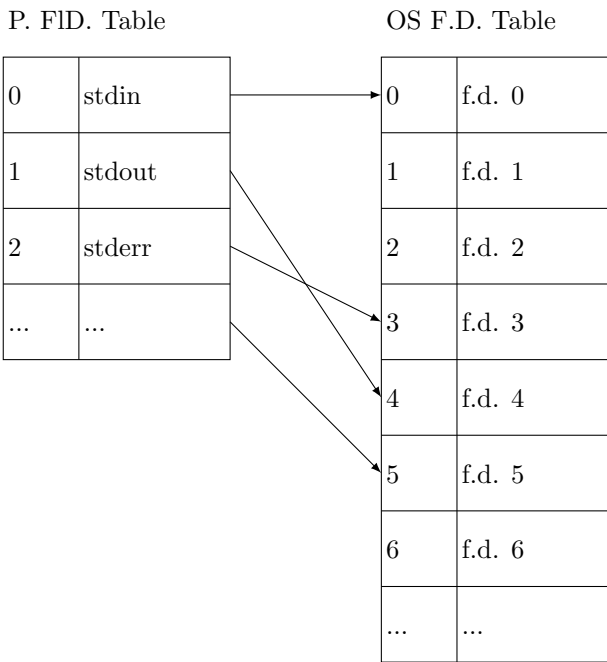 P. FlD. Table
0 stdin
1 stdout
2 stderr
... ...
OS F.D. Table
0 f.d. 0
1 f.d. 1
2 f.d. 2
3 f.d. 3
4 f.d. 4
5 f.d. 5
6 f.d. 6
... ...